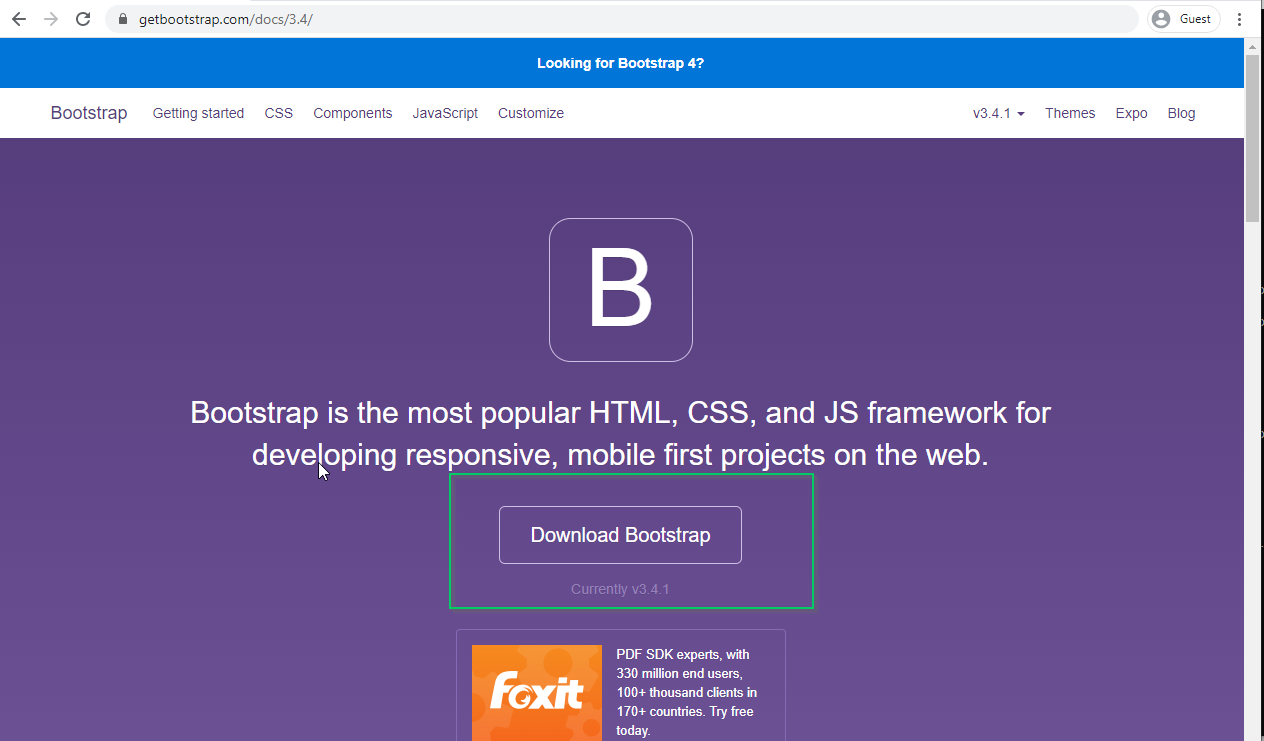 getbootstrap.com/docs/3.4/
Guest
Looking for Bootstrap 4?
Bootstrap Getting started CSS Components JavaScript Customize v3.4.1 Themes Expo Blog
B
Bootstrap is the most popular HTML, CSS, and JS framework for
developing responsive, mobile first projects on the web.
Download Bootstrap
Currently v3.4.1
foxit
PDF SDK experts, with
330 million end users,
100+ thousand clients in
170+ countries. Try free
today.